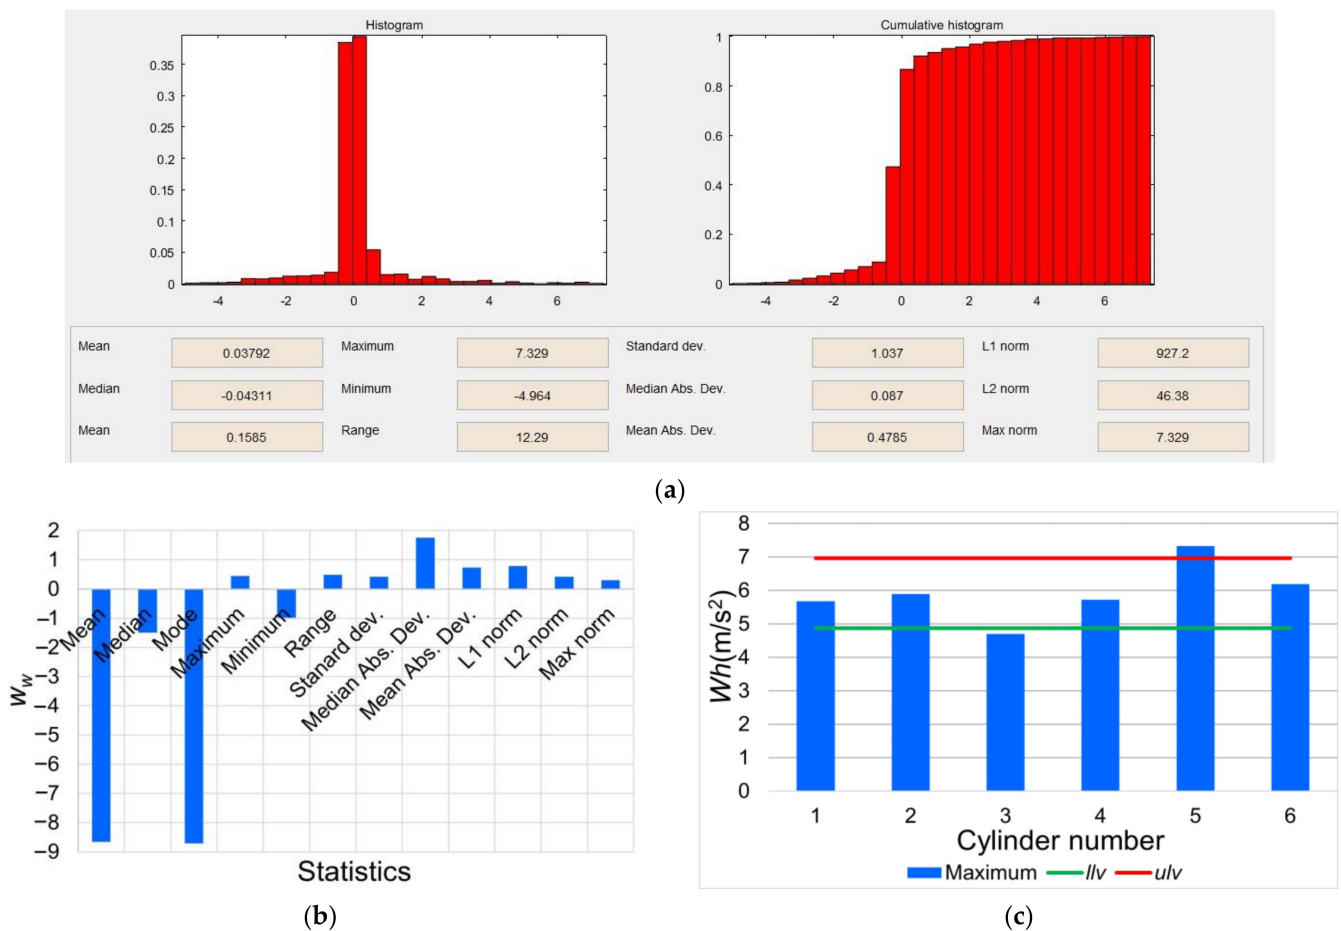 Histogram
0.35
0.3
0.25
0.2
0.15
0.1
0.05
0
-4 -2 0 2 4 6
Cumulative histogram
1
0.8
0.6
0.4
0.2
0
-4 -2 0 2 4 6
Mean 0.03792 Maximum 7.329 Standard dev. 1.037 L1 norm 927.2
Median -0.04311 Minimum -4.964 Median Abs. Dev. 0.087 L2 norm 46.38
Mean 0.1585 Range 12.29 Mean Abs. Dev. 0.4785 Max norm 7.329
(a)
2
1
0
−1
−2
−3
−4
−5
−6
−7
−8
−9
w_w
Mean
Median
Mode
Maximum
Minimum
Range
Stanard dev.
Median Abs. Dev.
Mean Abs. Dev.
L1 norm
L2 norm
Max norm
Statistics
(b)
8
7
6
5
4
3
2
1
0
Wh(m/s²)
1 2 3 4 5 6
Cylinder number
Maximum llv ulv
(c)